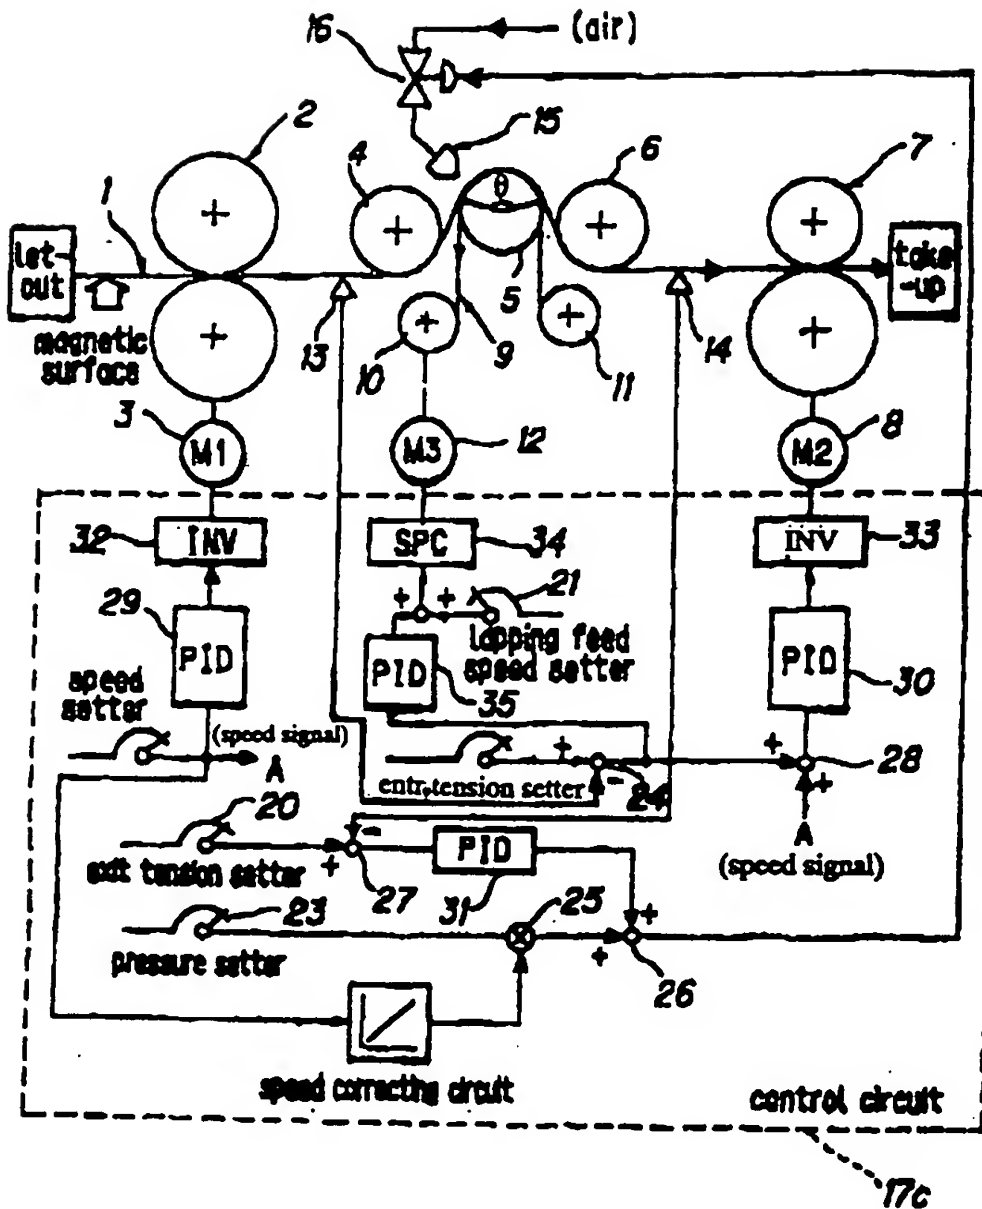 16
(air)
15
2
4
6
7
1
θ
let-
out
take
-up
5
magnetic
surface
13
10
9
11
14
3
12
8
M1
M3
M2
32
INV
SPC
34
INV
33
29
PID
+
+
21
lapping feed
speed setter
PID
35
PID
30
speed
setter
(speed signal)
A
+
-
entr,tension setter
24
+
+
28
A
(speed signal)
20
exit tension setter
-
+
27
PID
31
23
pressure setter
25
+
+
26
speed correcting circuit
control circuit
17c